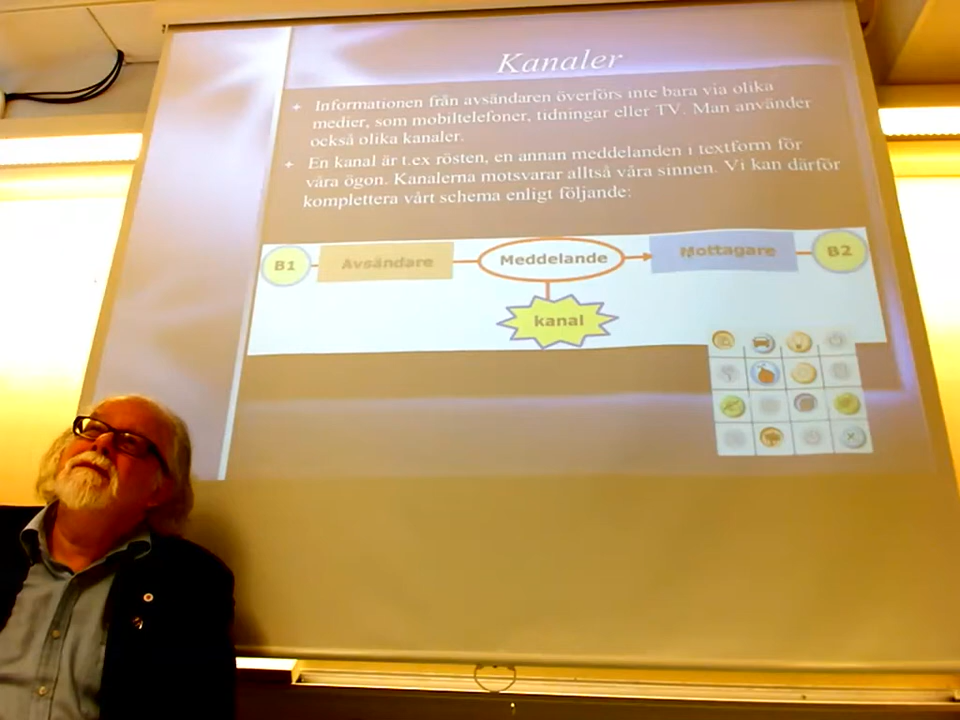 Kanaler
Informationen från avsändaren överförs inte bara via olika
medier, som mobiltelefoner, tidningar eller TV. Man använder
också olika kanaler.
En kanal är t.ex rösten, en annan meddelanden i textform för
våra ögon. Kanalerna motsvarar alltså våra sinnen. Vi kan därför
komplettera vårt schema enligt följande:
B1 Avsändare Meddelande Mottagare B2
kanal